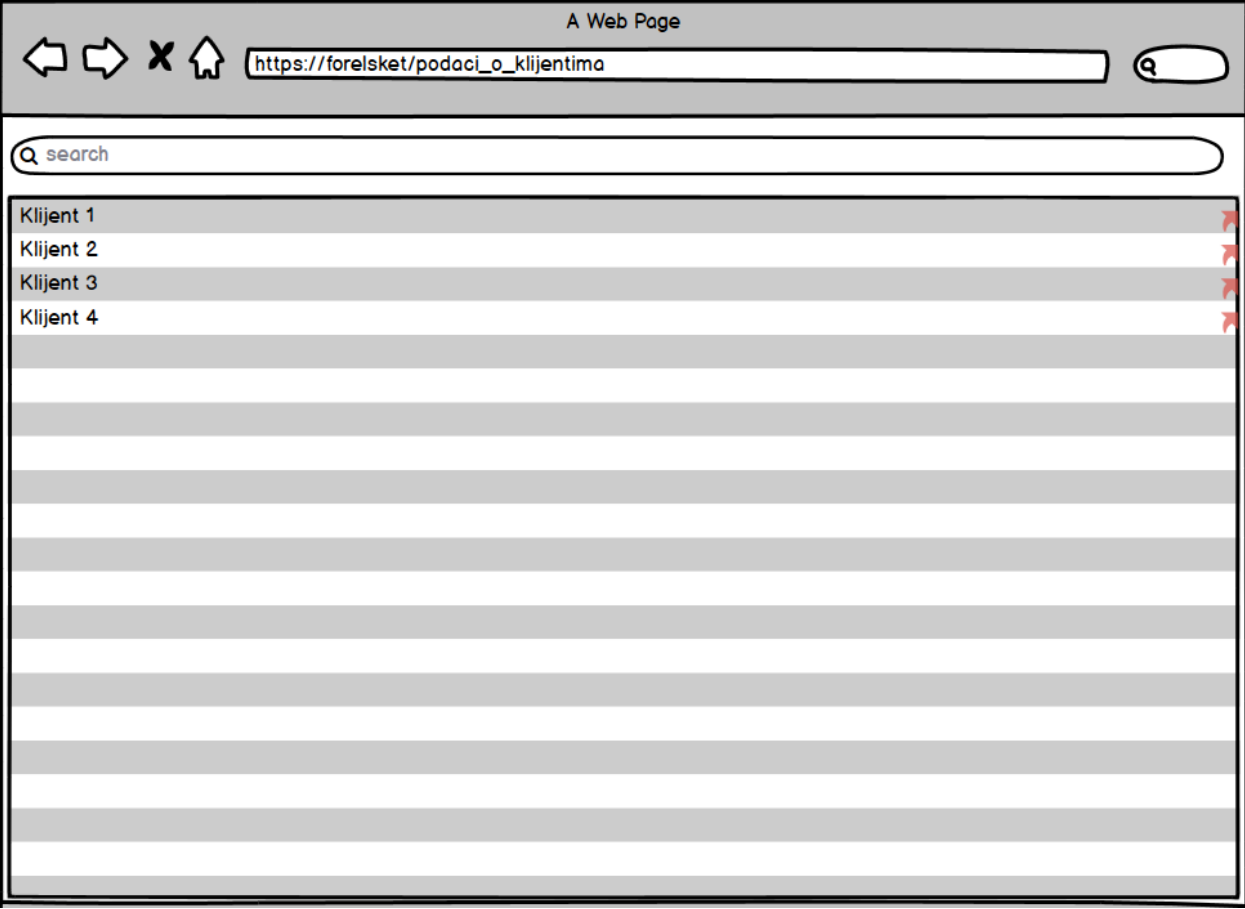 A Web Page
https://forelsket/podaci_o_klijentima
search
Klijent 1
Klijent 2
Klijent 3
Klijent 4